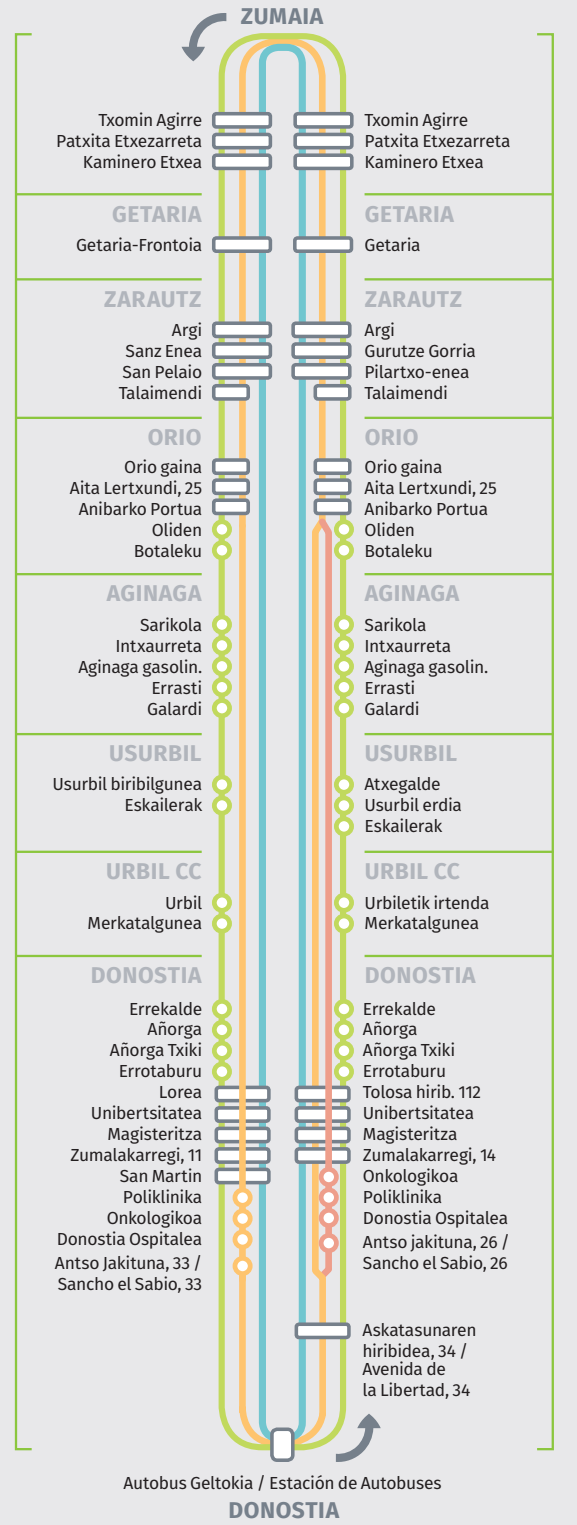 ZUMAIA
Txomin Agirre
Patxita Etxezarreta
Kaminero Etxea
GETARIA
Getaria-Frontoia
ZARAUTZ
Argi
Sanz Enea
San Pelaio
Talaimendi
ORIO
Orio gaina
Aita Lertxundi, 25
Anibarko Portua
Oliden
Botaleku
AGINAGA
Sarikola
Intxaurreta
Aginaga gasolin.
Errasti
Galardi
USURBIL
Usurbil biribilgunea
Eskailerak
URBIL CC
Urbil
Merkatalgunea
DONOSTIA
Errekalde
Añorga
Añorga Txiki
Errotaburu
Lorea
Unibertsitatea
Magisteritza
Zumalakarregi, 11
San Martin
Poliklinika
Onkologikoa
Donostia Ospitalea
Antso Jakituna, 33 /
Sancho el Sabio, 33
Txomin Agirre
Patxita Etxezarreta
Kaminero Etxea
GETARIA
Getaria
ZARAUTZ
Argi
Gurutze Gorria
Pilartxo-enea
Talaimendi
ORIO
Orio gaina
Aita Lertxundi, 25
Anibarko Portua
Oliden
Botaleku
AGINAGA
Sarikola
Intxaurreta
Aginaga gasolin.
Errasti
Galardi
USURBIL
Atxegalde
Usurbil erdia
Eskailerak
URBIL CC
Urbiletik irtenda
Merkatalgunea
DONOSTIA
Errekalde
Añorga
Añorga Txiki
Errotaburu
Tolosa hirib. 112
Unibertsitatea
Magisteritza
Zumalakarregi, 14
Onkologikoa
Poliklinika
Donostia Ospitalea
Antso jakituna, 26 /
Sancho el Sabio, 26
Askatasunaren
hiribidea, 34 /
Avenida de
la Libertad, 34
Autobus Geltokia / Estación de Autobuses
DONOSTIA